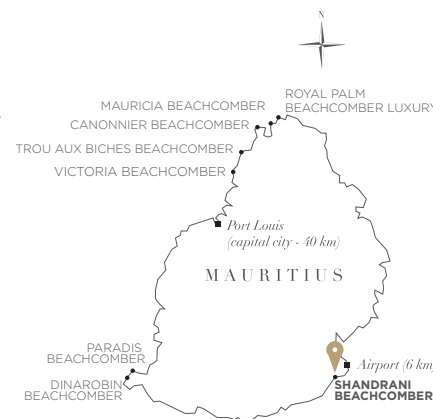 N
ROYAL PALM
BEACHCOMBER LUXURY
MAURICIA BEACHCOMBER
CANONNIER BEACHCOMBER
TROU AUX BICHES BEACHCOMBER
VICTORIA BEACHCOMBER
Port Louis
(capital city - 40 km)
MAURITIUS
PARADIS
BEACHCOMBER
DINAROBIN
BEACHCOMBER
Airport (6 km)
SHANDRANI
BEACHCOMBER